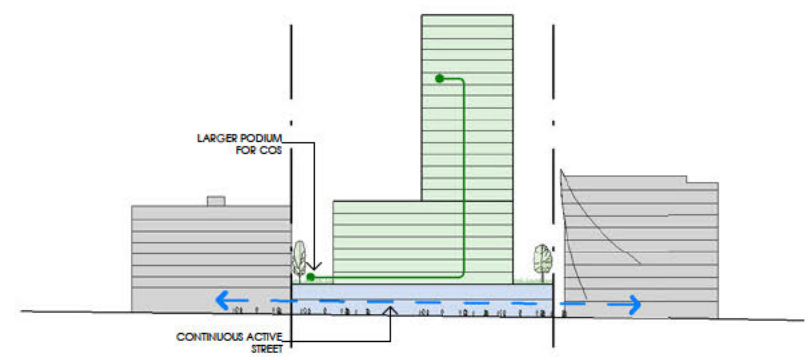 LARGER PODIUM
FOR COS
CONTINUOUS ACTIVE
STREET